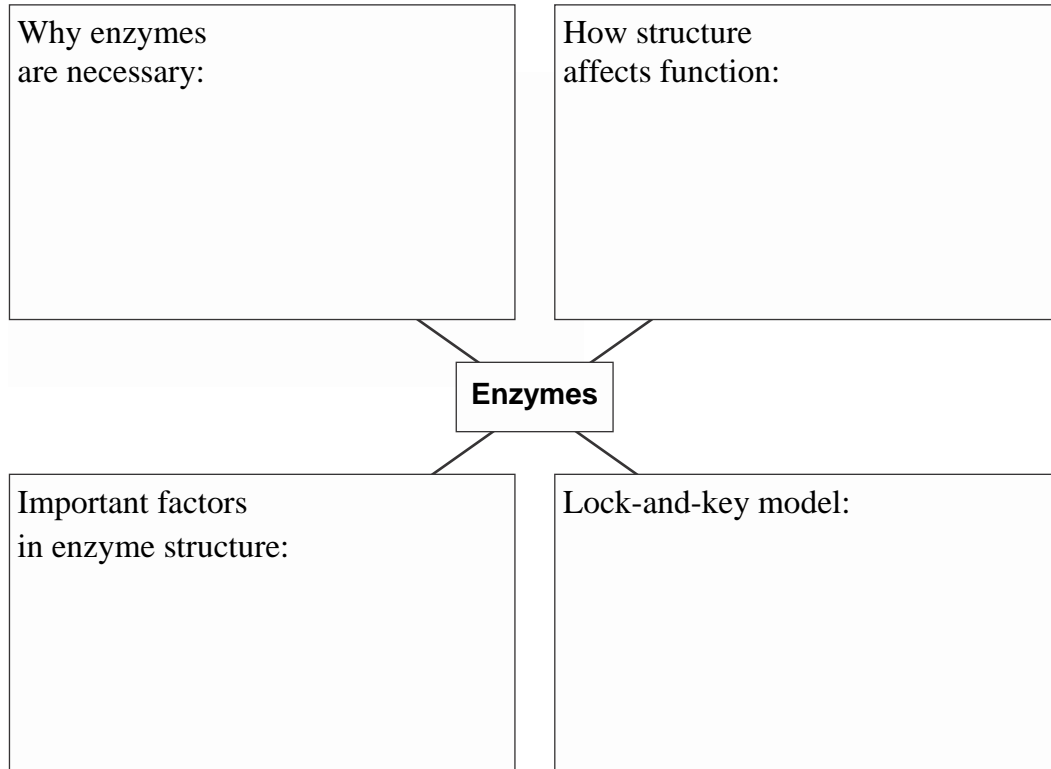 Why enzymes
are necessary:
How structure
affects function:
Enzymes
Important factors
in enzyme structure:
Lock-and-key model: